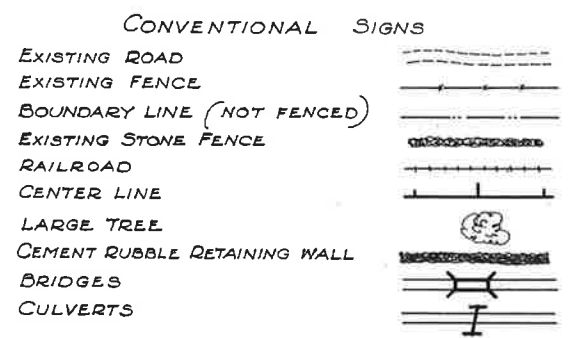 CONVENTIONAL SIGNS
EXISTING ROAD
EXISTING FENCE
BOUNDARY LINE (NOT FENCED)
EXISTING STONE FENCE
RAILROAD
CENTER LINE
LARGE TREE
CEMENT RUBBLE RETAINING WALL
BRIDGES
CULVERTS